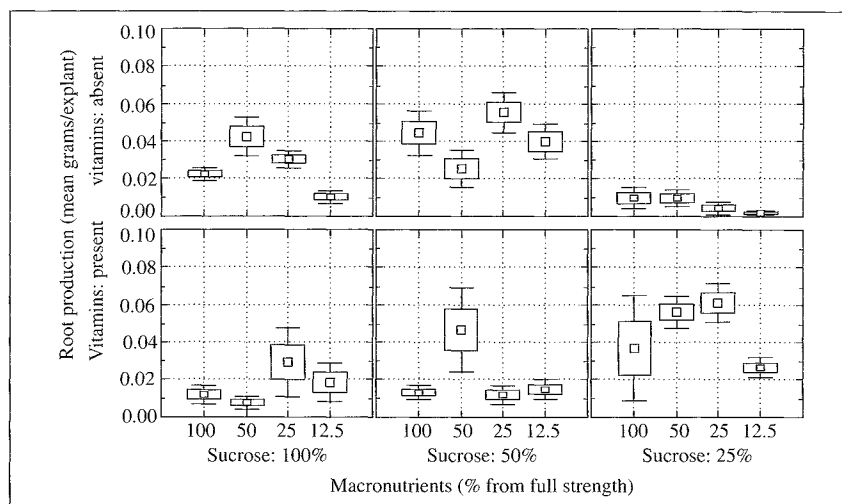 Root production (mean grams/explant)
vitamins: absent
Vitamins: present
0.10
0.08
0.06
0.04
0.02
0.00
0.10
0.08
0.06
0.04
0.02
0.00
100 50 25 12.5 100 50 25 12.5 100 50 25 12.5
Sucrose: 100% Sucrose: 50% Sucrose: 25%
Macronutrients (% from full strength)